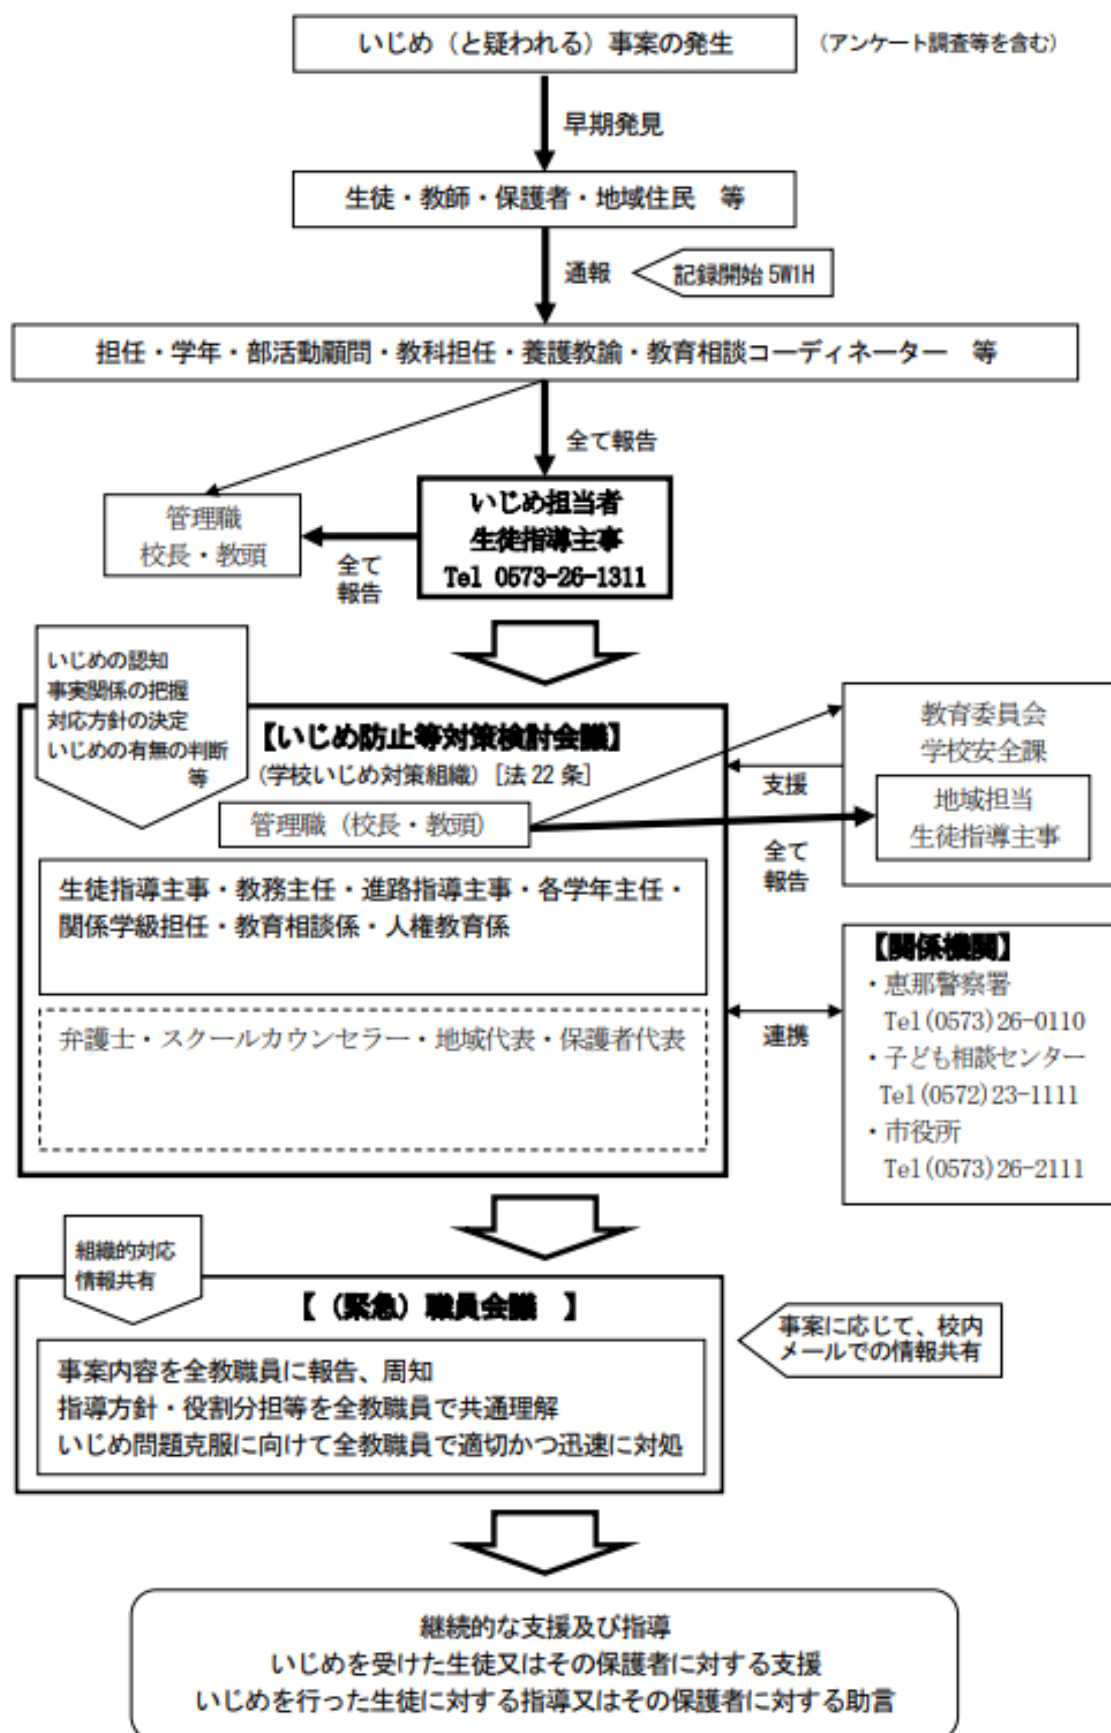 いじめ（と疑われる）事案の発生
（アンケート調査等を含む）
早期発見
生徒・教師・保護者・地域住民　等
通報
記録開始 5W1H
担任・学年・部活動顧問・教科担任・養護教諭・教育相談コーディネーター　等
全て報告
管理職
校長・教頭
いじめ担当者
生徒指導主事
Tel 0573-26-1311
全て
報告
いじめの認知
事実関係の把握
対応方針の決定
いじめの有無の判断
等
【いじめ防止等対策検討会議】
(学校いじめ対策組織)［法 22 条］
管理職（校長・教頭）
生徒指導主事・教務主任・進路指導主事・各学年主任・
関係学級担任・教育相談係・人権教育係
弁護士・スクールカウンセラー・地域代表・保護者代表
教育委員会
学校安全課
地域担当
生徒指導主事
支援
全て
報告
【関係機関】
・恵那警察署
Tel(0573)26-0110
・子ども相談センター
Tel(0572)23-1111
・市役所
Tel(0573)26-2111
連携
組織的対応
情報共有
【（緊急）職員会議　】
事案内容を全教職員に報告、周知
指導方針・役割分担等を全教職員で共通理解
いじめ問題克服に向けて全教職員で適切かつ迅速に対処
事案に応じて、校内
メールでの情報共有
継続的な支援及び指導
いじめを受けた生徒又はその保護者に対する支援
いじめを行った生徒に対する指導又はその保護者に対する助言